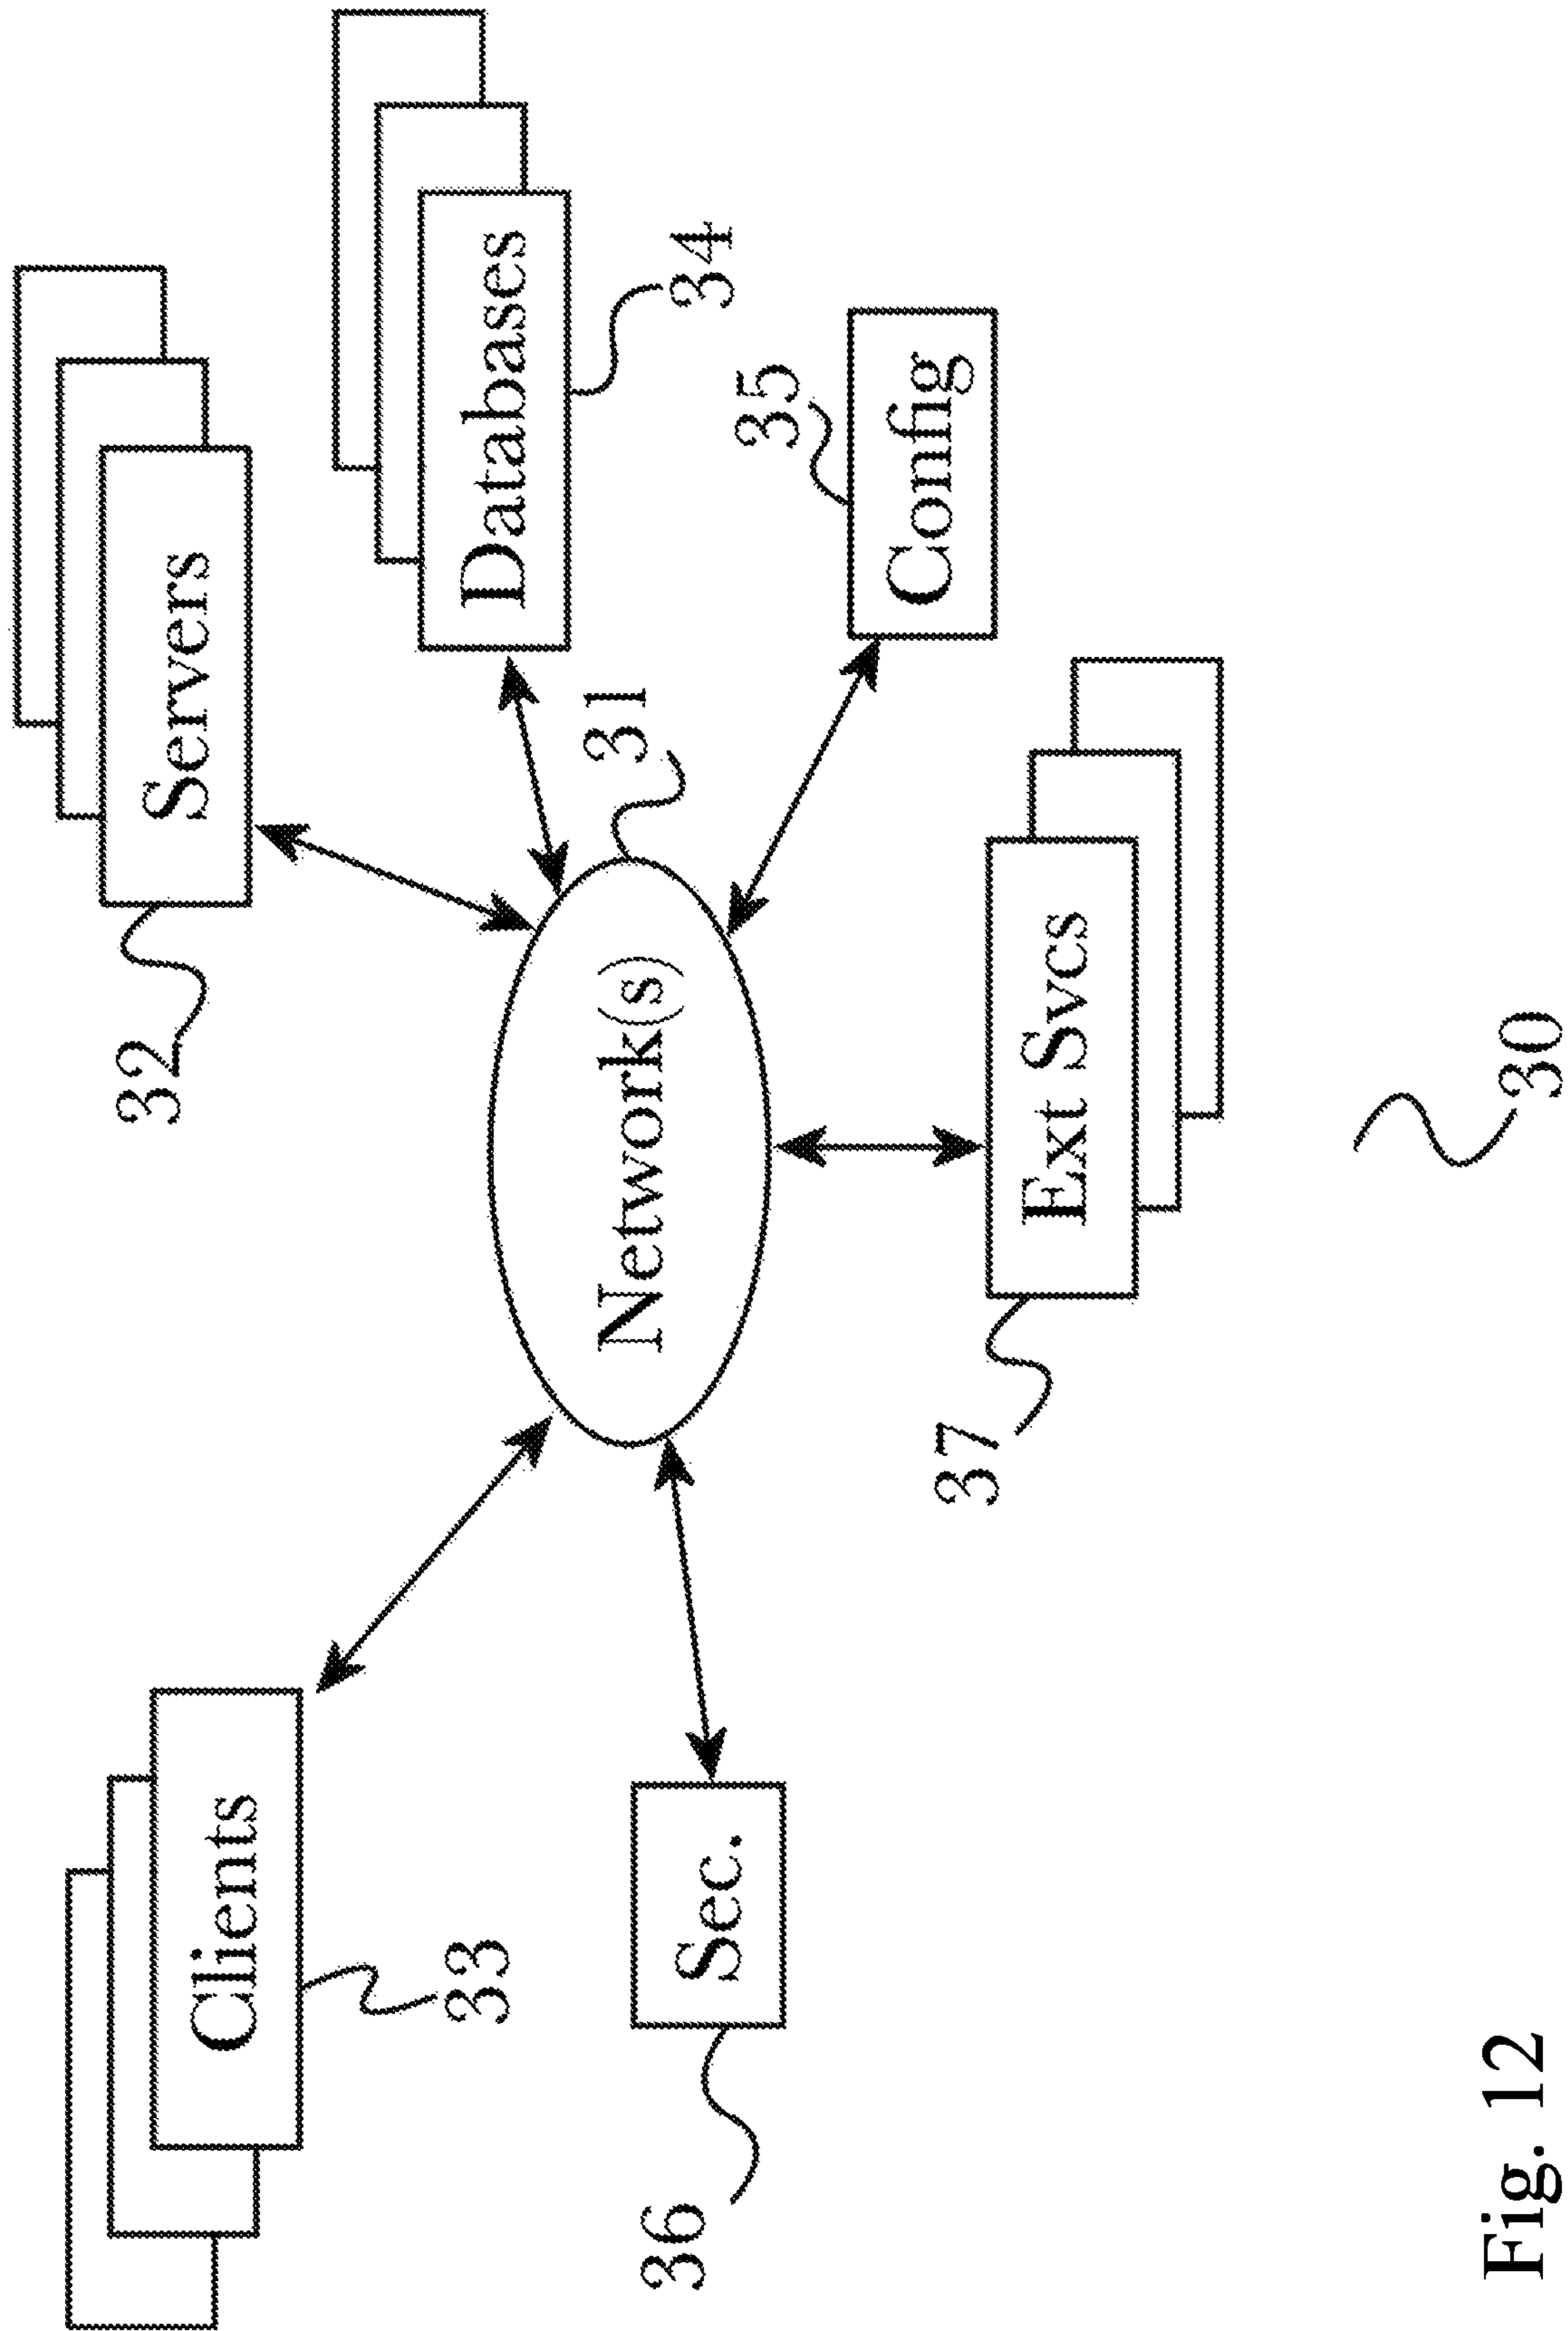 Clients
33
32
Servers
Databases
34
Network(s)
31
35
Config
Sec.
36
37
Ext Svcs
30
Fig. 12